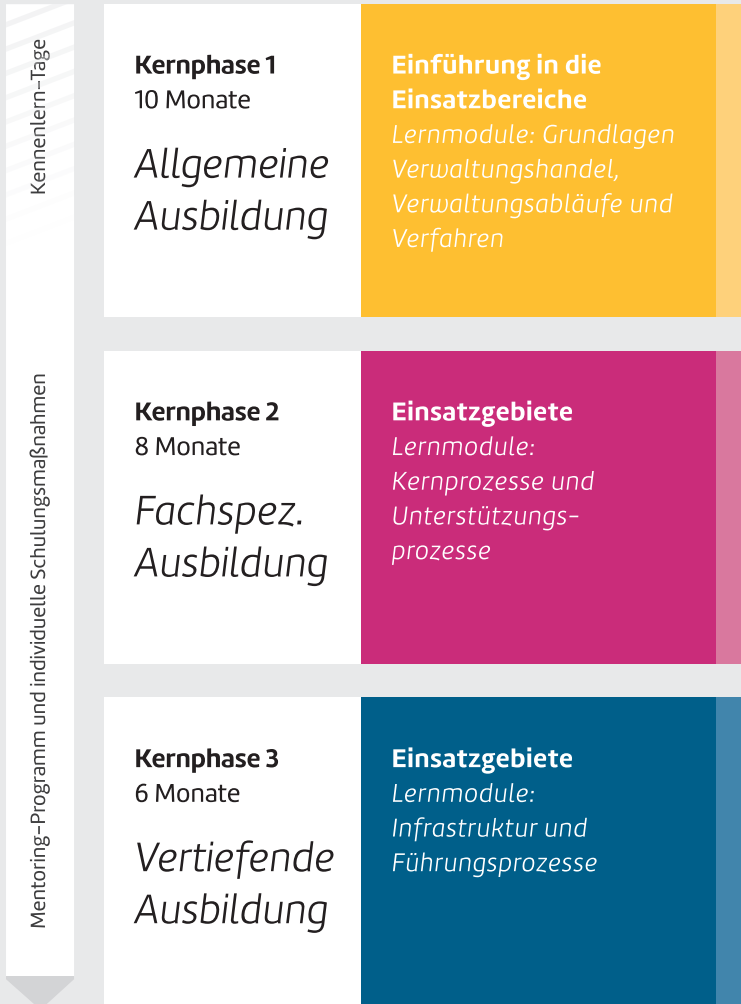 Kennenlern-Tage
Mentoring-Programm und individuelle Schulungsmaßnahmen
Kernphase 1
10 Monate
Allgemeine
Ausbildung
Einführung in die
Einsatzbereiche
Lernmodule: Grundlagen
Verwaltungshandel,
Verwaltungsabläufe und
Verfahren
Kernphase 2
8 Monate
Fachspez.
Ausbildung
Einsatzgebiete
Lernmodule:
Kernprozesse und
Unterstützungs-
prozesse
Kernphase 3
6 Monate
Vertiefende
Ausbildung
Einsatzgebiete
Lernmodule:
Infrastruktur und
Führungsprozesse